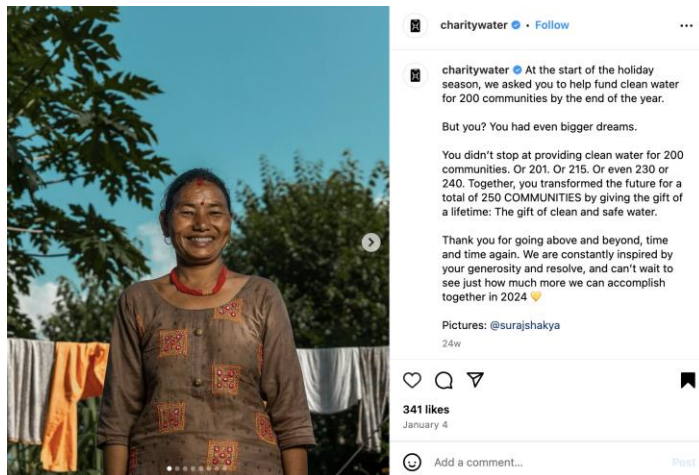 charitywater • Follow
charitywater At the start of the holiday
season, we asked you to help fund clean water
for 200 communities by the end of the year.
But you? You had even bigger dreams.
You didn't stop at providing clean water for 200
communities. Or 201. Or 215. Or even 230 or
240. Together, you transformed the future for a
total of 250 COMMUNITIES by giving the gift of
a lifetime: The gift of clean and safe water.
Thank you for going above and beyond, time
and time again. We are constantly inspired by
your generosity and resolve, and can't wait to
see just how much more we can accomplish
together in 2024 💛
Pictures: @surajshakya
24w
341 likes
January 4
Add a comment...
Post